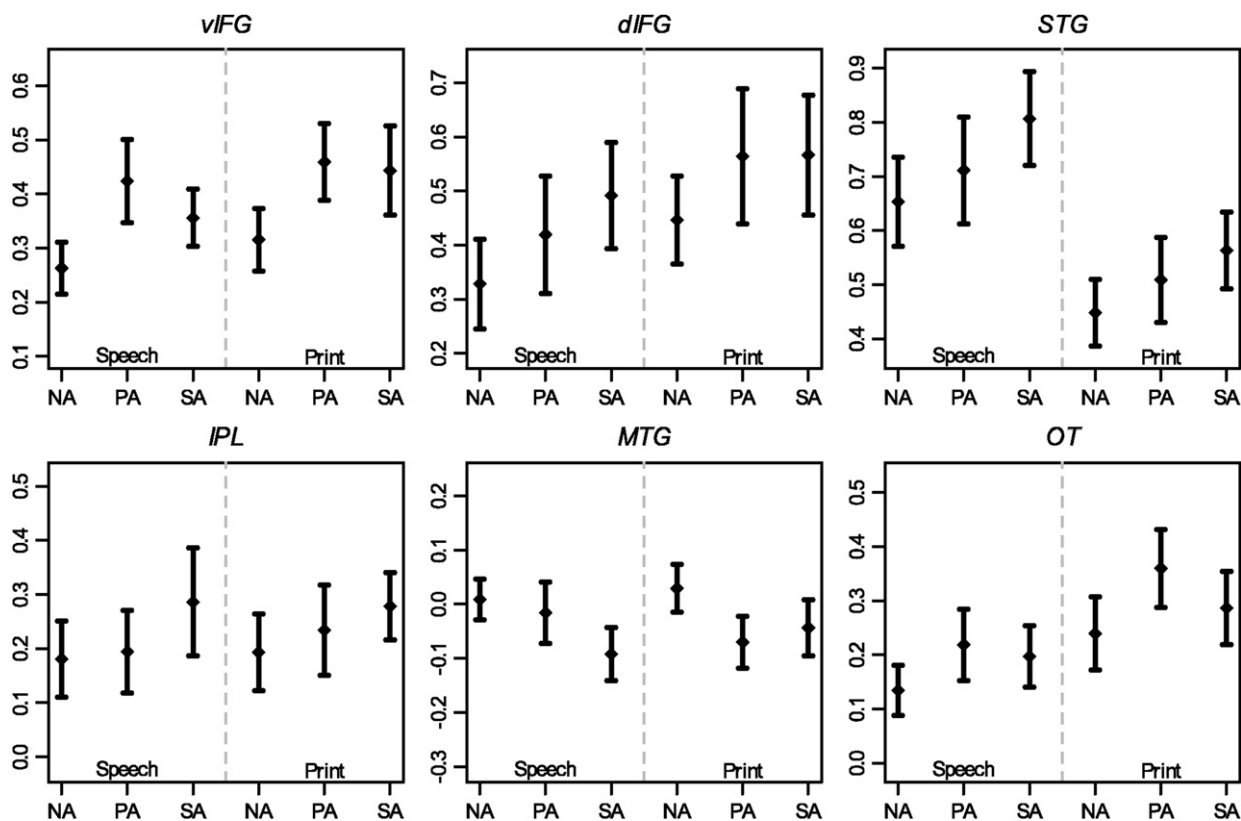 vIFG
dIFG
STG
0.6
0.5
0.4
0.3
0.2
0.1
Speech
Print
NA PA SA NA PA SA
0.7
0.6
0.5
0.4
0.3
0.2
Speech
Print
NA PA SA NA PA SA
0.9
0.8
0.7
0.6
0.5
0.4
Speech
Print
NA PA SA NA PA SA
IPL
MTG
OT
0.5
0.4
0.3
0.2
0.1
0.0
Speech
Print
NA PA SA NA PA SA
0.2
0.1
0.0
-0.1
-0.2
-0.3
Speech
Print
NA PA SA NA PA SA
0.5
0.4
0.3
0.2
0.1
0.0
Speech
Print
NA PA SA NA PA SA